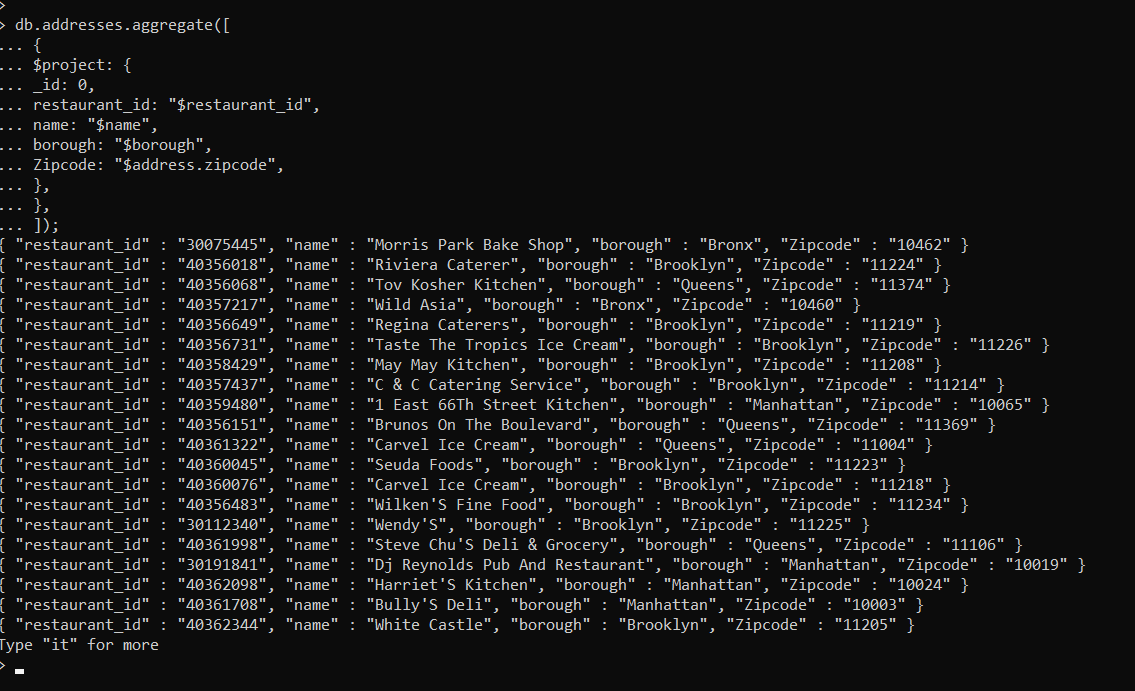 >
> db.addresses.aggregate([
... {
... $project: {
... _id: 0,
... restaurant_id: "$restaurant_id",
... name: "$name",
... borough: "$borough",
... Zipcode: "$address.zipcode",
... },
... },
... ]);
{ "restaurant_id" : "30075445", "name" : "Morris Park Bake Shop", "borough" : "Bronx", "Zipcode" : "10462" }
{ "restaurant_id" : "40356018", "name" : "Riviera Caterer", "borough" : "Brooklyn", "Zipcode" : "11224" }
{ "restaurant_id" : "40356068", "name" : "Tov Kosher Kitchen", "borough" : "Queens", "Zipcode" : "11374" }
{ "restaurant_id" : "40357217", "name" : "Wild Asia", "borough" : "Bronx", "Zipcode" : "10460" }
{ "restaurant_id" : "40356649", "name" : "Regina Caterers", "borough" : "Brooklyn", "Zipcode" : "11219" }
{ "restaurant_id" : "40356731", "name" : "Taste The Tropics Ice Cream", "borough" : "Brooklyn", "Zipcode" : "11226" }
{ "restaurant_id" : "40358429", "name" : "May May Kitchen", "borough" : "Brooklyn", "Zipcode" : "11208" }
{ "restaurant_id" : "40357437", "name" : "C & C Catering Service", "borough" : "Brooklyn", "Zipcode" : "11214" }
{ "restaurant_id" : "40359480", "name" : "1 East 66Th Street Kitchen", "borough" : "Manhattan", "Zipcode" : "10065" }
{ "restaurant_id" : "40356151", "name" : "Brunos On The Boulevard", "borough" : "Queens", "Zipcode" : "11369" }
{ "restaurant_id" : "40361322", "name" : "Carvel Ice Cream", "borough" : "Queens", "Zipcode" : "11004" }
{ "restaurant_id" : "40360045", "name" : "Seuda Foods", "borough" : "Brooklyn", "Zipcode" : "11223" }
{ "restaurant_id" : "40360076", "name" : "Carvel Ice Cream", "borough" : "Brooklyn", "Zipcode" : "11218" }
{ "restaurant_id" : "40356483", "name" : "Wilken'S Fine Food", "borough" : "Brooklyn", "Zipcode" : "11234" }
{ "restaurant_id" : "30112340", "name" : "Wendy'S", "borough" : "Brooklyn", "Zipcode" : "11225" }
{ "restaurant_id" : "40361998", "name" : "Steve Chu'S Deli & Grocery", "borough" : "Queens", "Zipcode" : "11106" }
{ "restaurant_id" : "30191841", "name" : "Dj Reynolds Pub And Restaurant", "borough" : "Manhattan", "Zipcode" : "10019" }
{ "restaurant_id" : "40362098", "name" : "Harriet'S Kitchen", "borough" : "Manhattan", "Zipcode" : "10024" }
{ "restaurant_id" : "40361708", "name" : "Bully'S Deli", "borough" : "Manhattan", "Zipcode" : "10003" }
{ "restaurant_id" : "40362344", "name" : "White Castle", "borough" : "Brooklyn", "Zipcode" : "11205" }
Type "it" for more
>